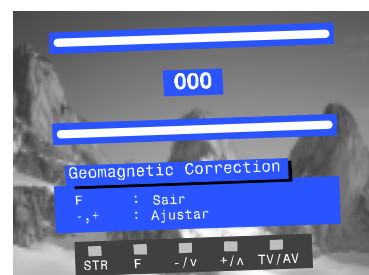 000
Geomagnetic Correction
F : Sair
-,+ : Ajustar
STR F -/v +/ʌ TV/AV